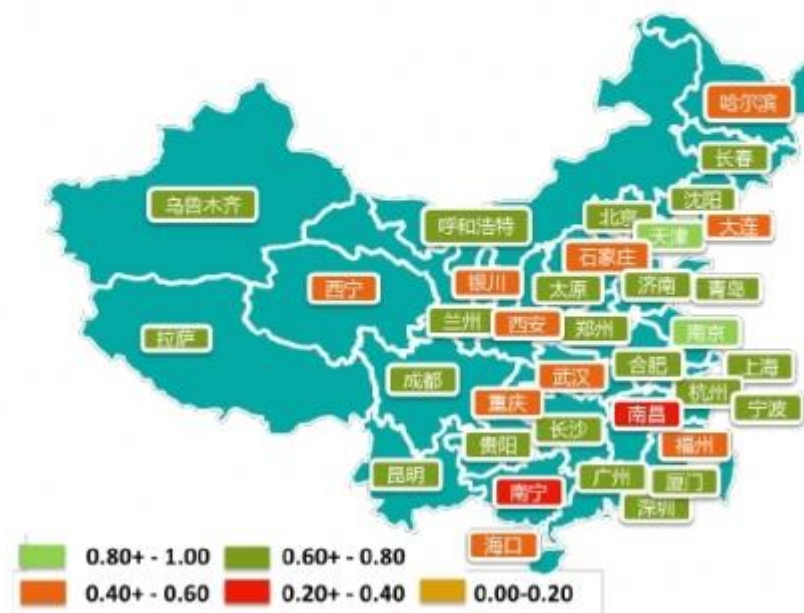 哈尔滨
长春
乌鲁木齐
呼和浩特
北京
沈阳
天津
大连
石家庄
西宁
银川
太原
济南
青岛
拉萨
兰州
西安
郑州
南京
成都
武汉
合肥
上海
重庆
南昌
杭州
宁波
贵阳
长沙
福州
昆明
南宁
广州
厦门
深圳
海口
0.80+ - 1.00
0.60+ - 0.80
0.40+ - 0.60
0.20+ - 0.40
0.00-0.20